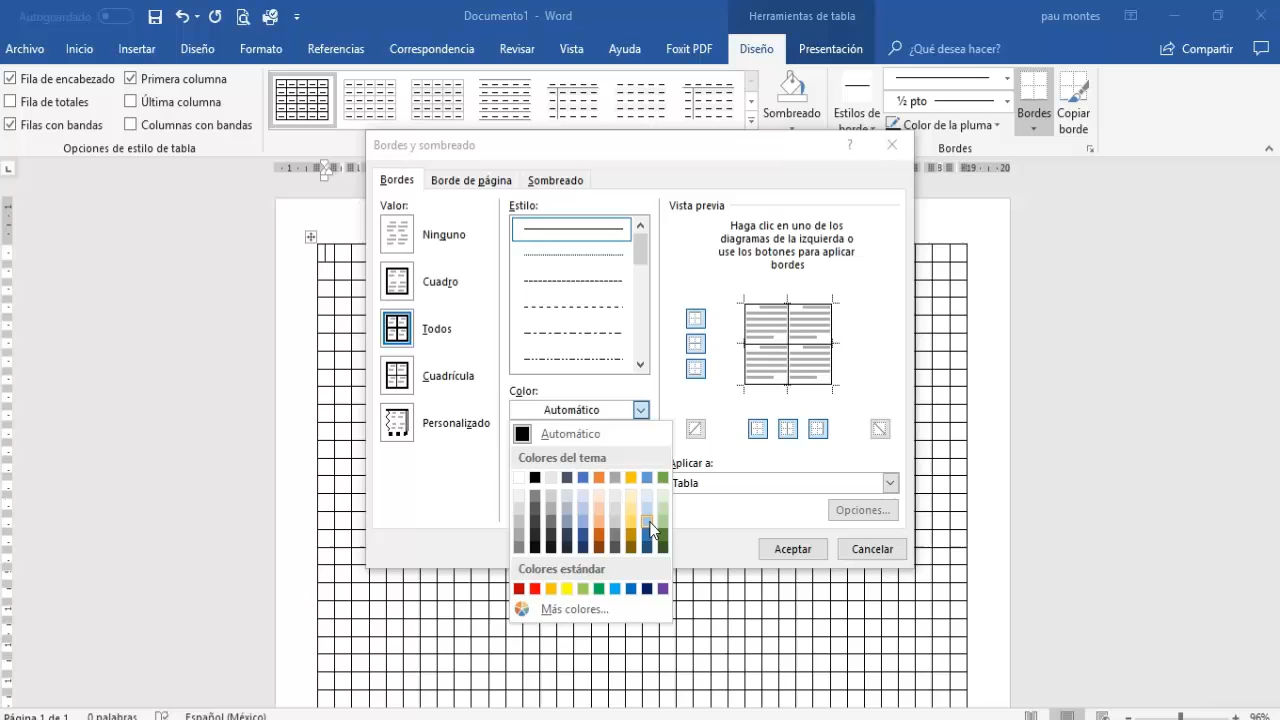 Autoguardado
Documento1 - Word
Herramientas de tabla
pau montes
Archivo
Inicio
Insertar
Diseño
Formato
Referencias
Correspondencia
Revisar
Vista
Ayuda
Foxit PDF
Diseño
Presentación
¿Qué desea hacer?
Compartir
Fila de encabezado
Primera columna
Fila de totales
Última columna
Filas con bandas
Columnas con bandas
Opciones de estilo de tabla
Sombreado
Estilos de
borde
½ pto
Color de la pluma
Bordes
Copiar
borde
Bordes
1
19
20
Bordes y sombreado
?
Bordes
Borde de página
Sombreado
Valor:
Ninguno
Cuadro
Todos
Cuadrícula
Personalizado
Estilo:
Color:
Automático
Automático
Colores del tema
Colores estándar
Más colores...
Vista previa
Haga clic en uno de los
diagramas de la izquierda o
use los botones para aplicar
bordes
Aplicar a:
Tabla
Opciones...
Aceptar
Cancelar
Página 1 de 1
0 palabras
Español (México)
96%